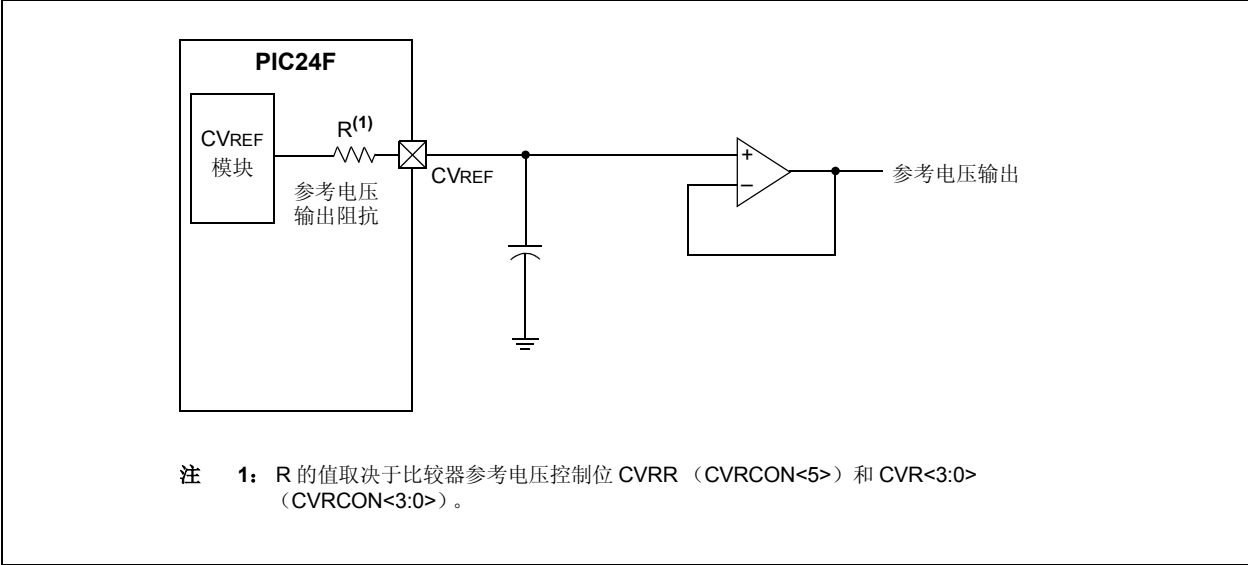 PIC24F
CVREF
模块
R(1)
参考电压
输出阻抗
CVREF
+
–
参考电压输出
注 1： R 的值取决于比较器参考电压控制位 CVRR （CVRCON<5>）和 CVR<3:0>
（CVRCON<3:0>）。